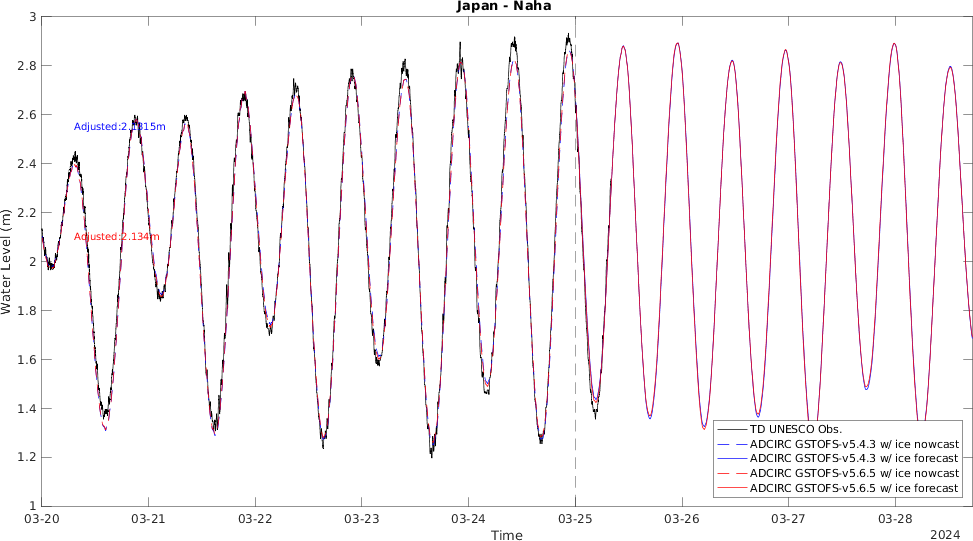 Japan - Naha
3
2.8
2.6
2.4
2.2
2
1.8
1.6
1.4
1.2
1
Water Level (m)
Adjusted:2.1315m
Adjusted:2.134m
TD UNESCO Obs.
ADCIRC GSTOFS-v5.4.3 w/ ice nowcast
ADCIRC GSTOFS-v5.4.3 w/ ice forecast
ADCIRC GSTOFS-v5.6.5 w/ ice nowcast
ADCIRC GSTOFS-v5.6.5 w/ ice forecast
03-20 03-21 03-22 03-23 03-24 03-25 03-26 03-27 03-28
Time
2024